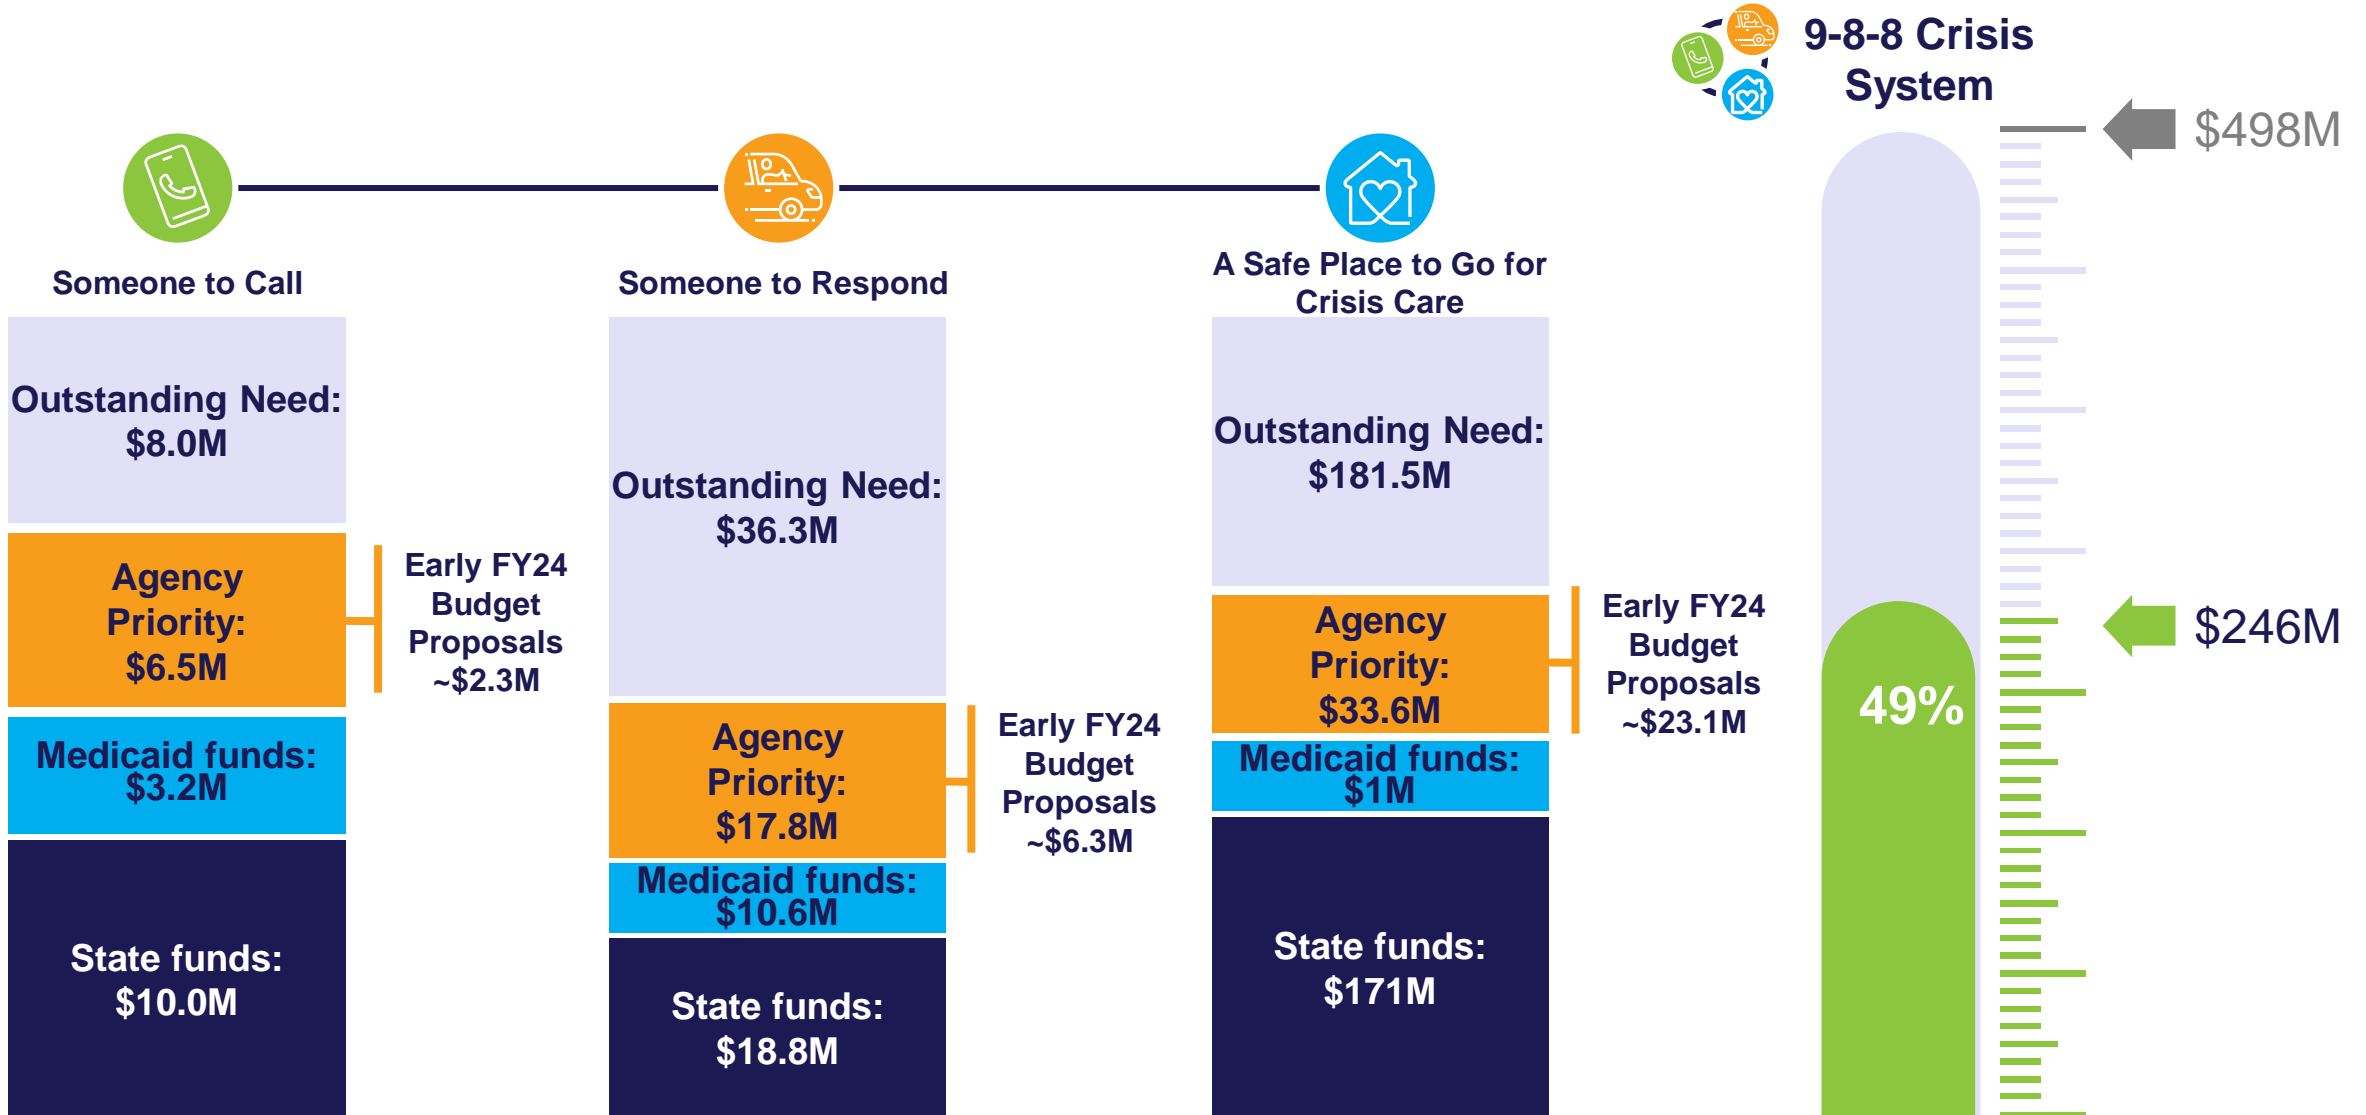 9-8-8 Crisis
System
$498M
Someone to Call
Outstanding Need:
$8.0M
Agency
Priority:
$6.5M
Early FY24
Budget
Proposals
~$2.3M
Medicaid funds:
$3.2M
State funds:
$10.0M
Someone to Respond
Outstanding Need:
$36.3M
Agency
Priority:
$17.8M
Early FY24
Budget
Proposals
~$6.3M
Medicaid funds:
$10.6M
State funds:
$18.8M
A Safe Place to Go for
Crisis Care
Outstanding Need:
$181.5M
Agency
Priority:
$33.6M
Early FY24
Budget
Proposals
~$23.1M
Medicaid funds:
$1M
State funds:
$171M
$246M
49%